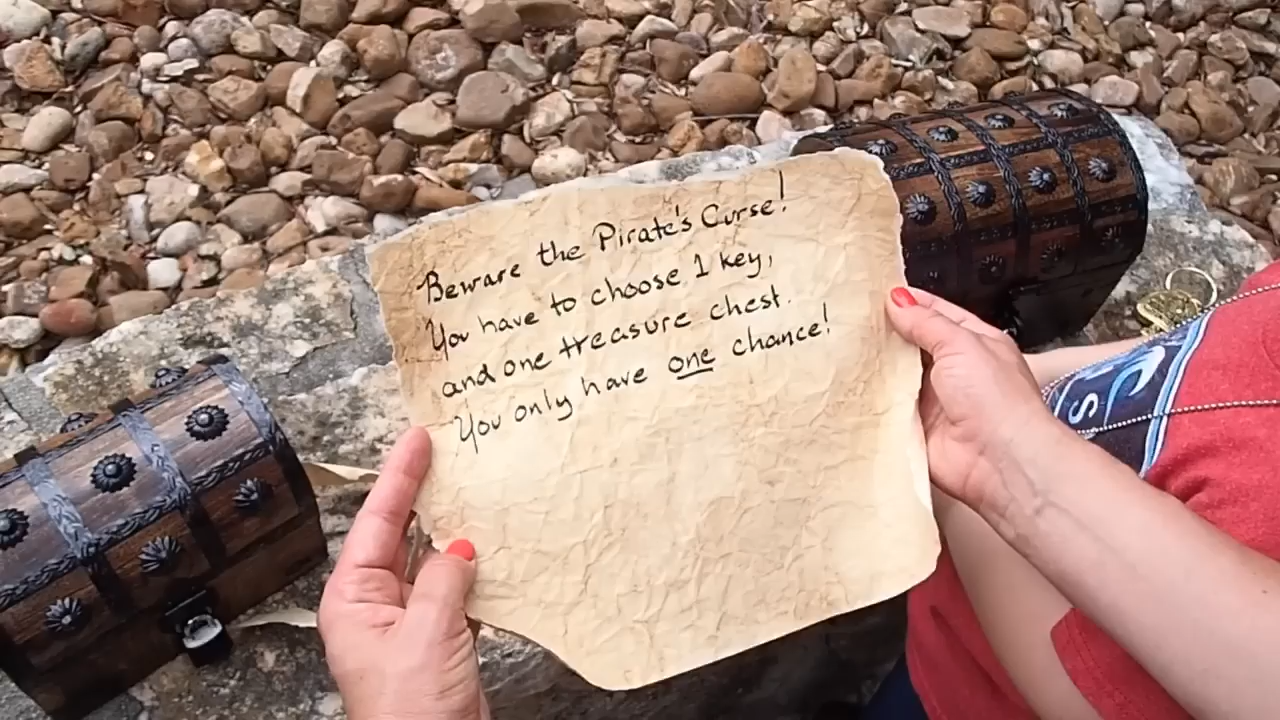 Beware the Pirate's Curse!
You have to choose 1 key,
and one treasure chest.
You only have one chance!